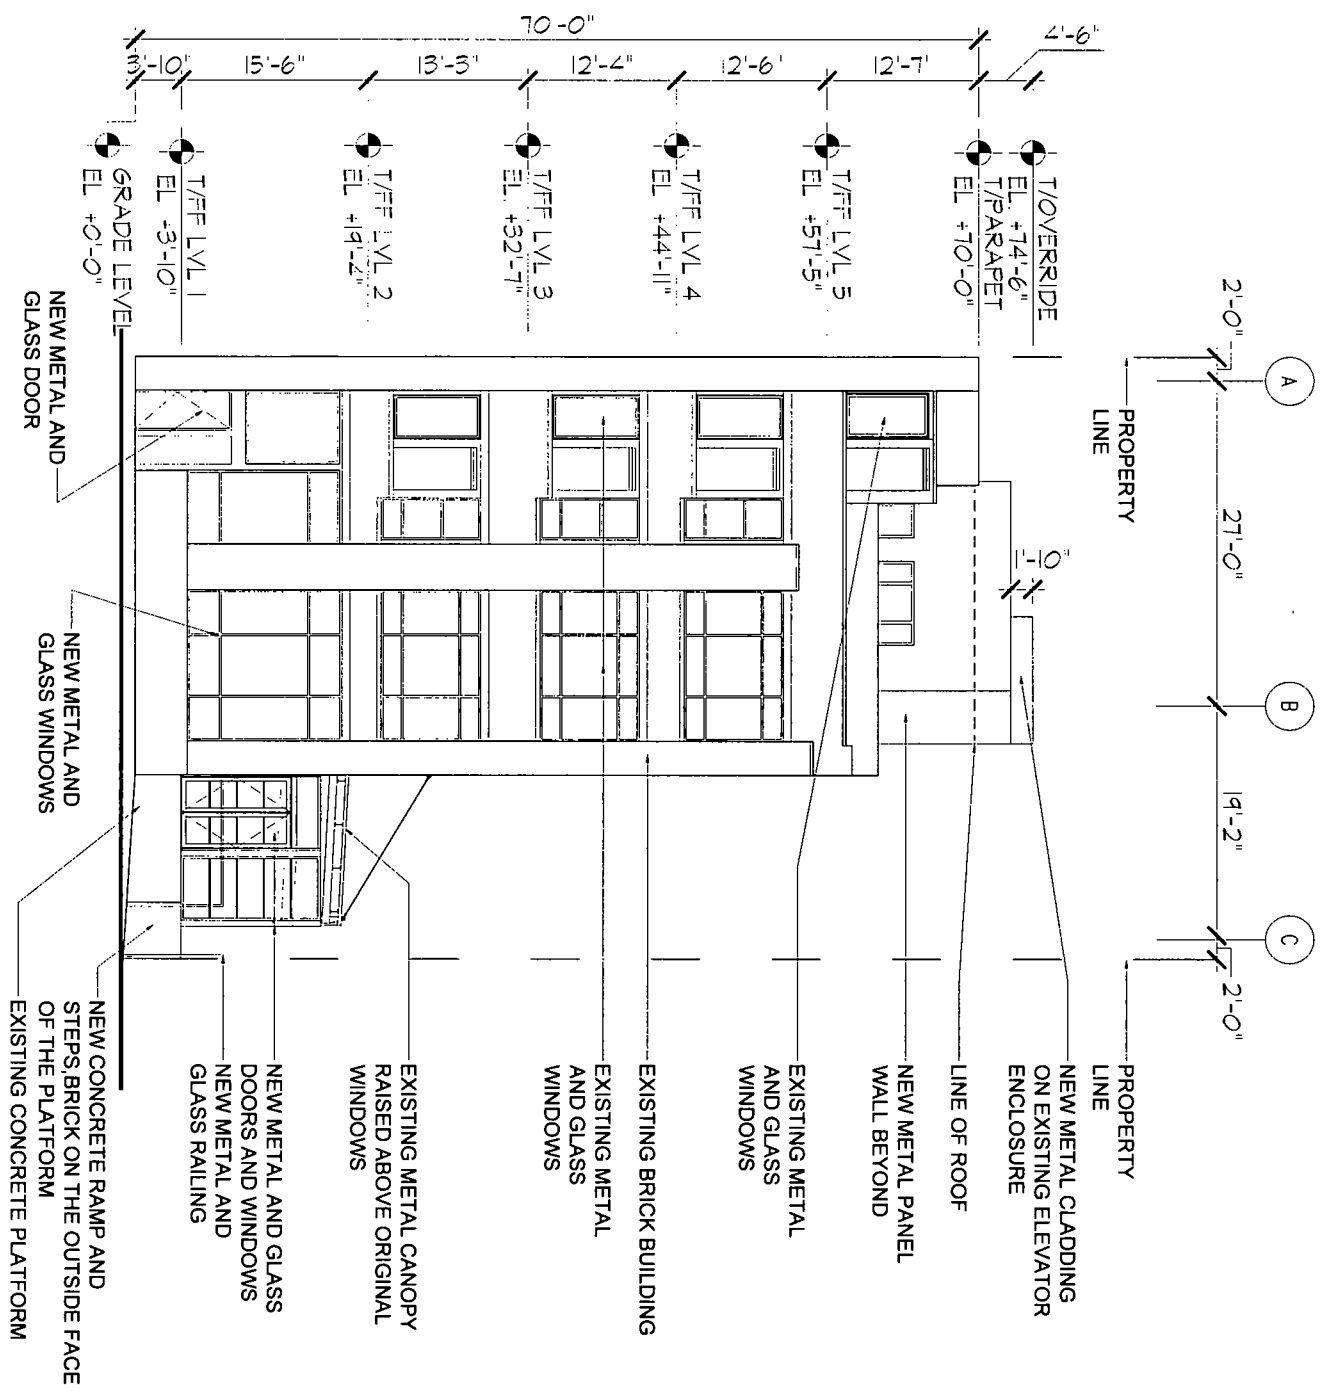 A
B
C
2'-0"
27'-0"
19'-2"
2'-0"
PROPERTY
LINE
PROPERTY
LINE
4'-6"
70'-0"
12'-7"
12'-6"
12'-4"
13'-3"
15'-6"
3'-10"
1'-10"
T/OVERRIDE
EL. +74'-6"
T/PARAPET
EL +70'-0"
T/FF LVL 5
EL +57'-5"
T/FF LVL 4
EL +44'-11"
T/FF LVL 3
EL. +32'-7"
T/FF LVL 2
EL +19'-4"
T/FF LVL 1
EL +3'-10"
GRADE LEVEL
EL +0'-0"
NEW METAL CLADDING
ON EXISTING ELEVATOR
ENCLOSURE
LINE OF ROOF
NEW METAL PANEL
WALL BEYOND
EXISTING METAL
AND GLASS
WINDOWS
EXISTING BRICK BUILDING
EXISTING METAL
AND GLASS
WINDOWS
EXISTING METAL CANOPY
RAISED ABOVE ORIGINAL
WINDOWS
NEW METAL AND GLASS
DOORS AND WINDOWS
NEW METAL AND
GLASS RAILING
NEW CONCRETE RAMP AND
STEPS,BRICK ON THE OUTSIDE FACE
OF THE PLATFORM
EXISTING CONCRETE PLATFORM
NEW METAL AND
GLASS DOOR
NEW METAL AND
GLASS WINDOWS